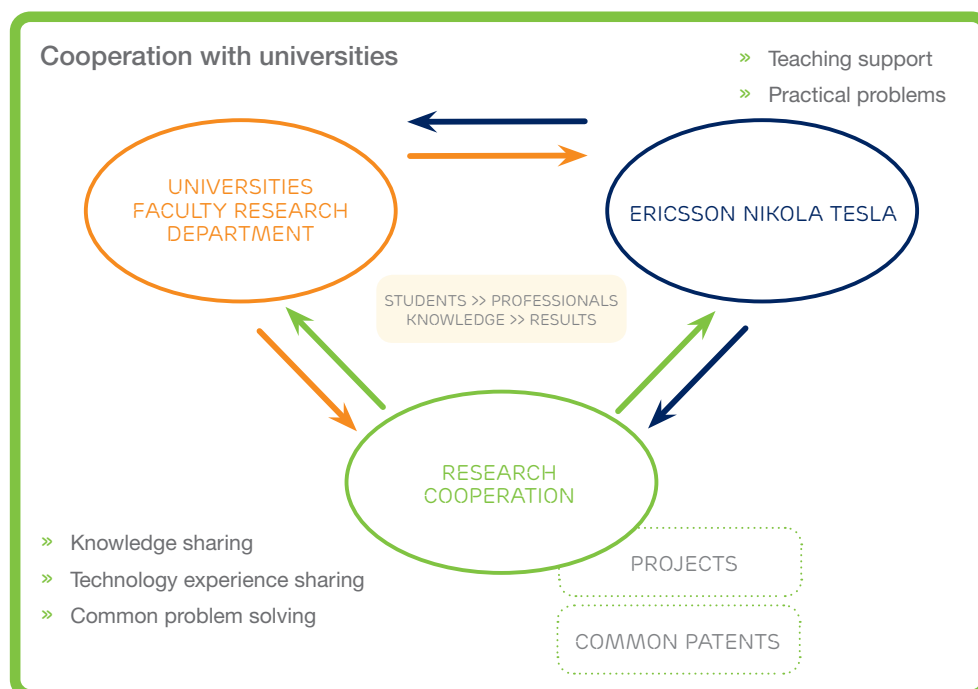 Cooperation with universities
» Teaching support
» Practical problems
UNIVERSITIES
FACULTY RESEARCH
DEPARTMENT
ERICSSON NIKOLA TESLA
STUDENTS >> PROFESSIONALS
KNOWLEDGE >> RESULTS
RESEARCH
COOPERATION
» Knowledge sharing
» Technology experience sharing
» Common problem solving
PROJECTS
COMMON PATENTS